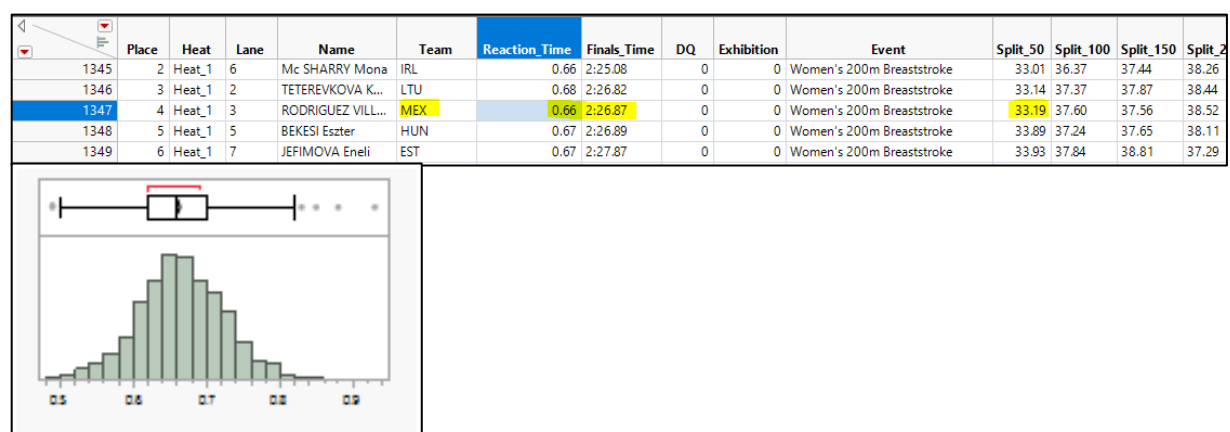 Place Heat Lane Name Team Reaction_Time Finals_Time DQ Exhibition Event Split_50 Split_100 Split_150 Split_2
1345 2 Heat_1 6 Mc SHARRY Mona IRL 0.66 2:25.08 0 0 Women's 200m Breaststroke 33.01 36.37 37.44 38.26
1346 3 Heat_1 2 TETEREVKOVA K... LTU 0.68 2:26.82 0 0 Women's 200m Breaststroke 33.14 37.37 37.87 38.44
1347 4 Heat_1 3 RODRIGUEZ VILL... MEX 0.66 2:26.87 0 0 Women's 200m Breaststroke 33.19 37.60 37.56 38.52
1348 5 Heat_1 5 BEKESI Eszter HUN 0.67 2:26.89 0 0 Women's 200m Breaststroke 33.89 37.24 37.65 38.11
1349 6 Heat_1 7 JEFIMOVA Eneli EST 0.67 2:27.87 0 0 Women's 200m Breaststroke 33.93 37.84 38.81 37.29
0.5 0.6 0.7 0.8 0.9